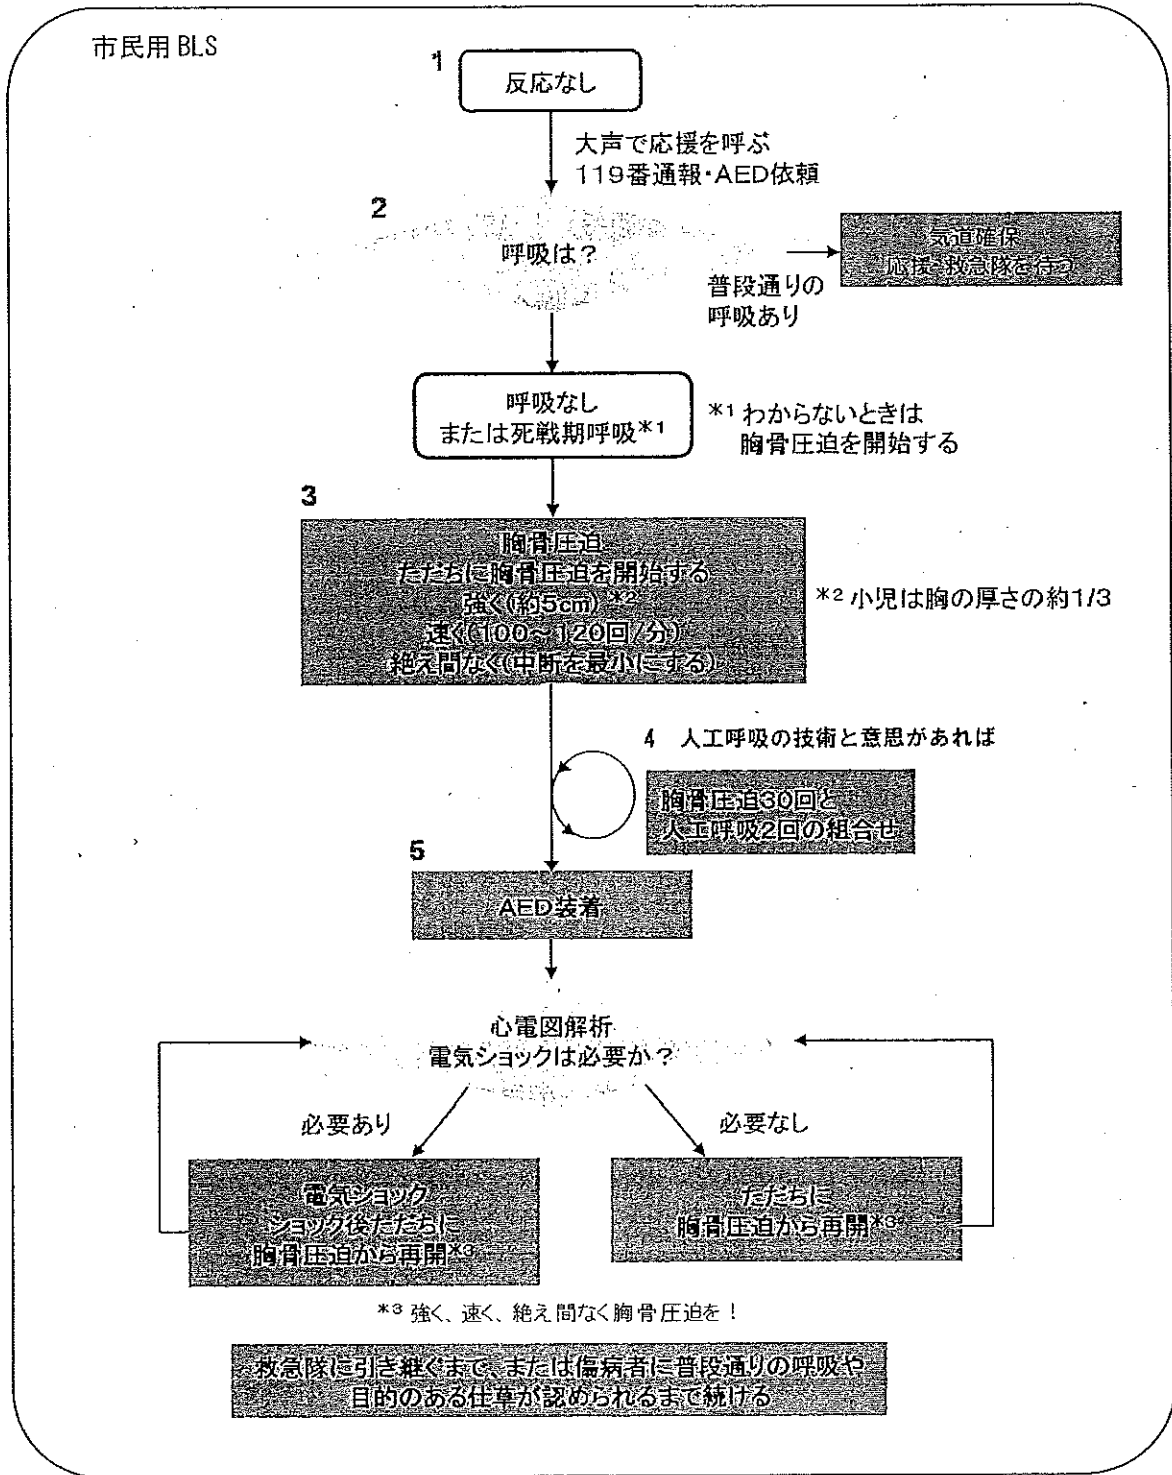 市民用 BLS
1
反応なし
大声で応援を呼ぶ
119番通報・AED依頼
2
呼吸は？
気道確保
応援・救急隊を待つ
普段通りの
呼吸あり
呼吸なし
または死戦期呼吸*1
*1 わからないときは
胸骨圧迫を開始する
3
胸骨圧迫
ただちに胸骨圧迫を開始する
強く(約5cm)*2
速く(100～120回/分)
絶え間なく(中断を最小にする)
*2 小児は胸の厚さの約1/3
4 人工呼吸の技術と意思があれば
胸骨圧迫30回と
人工呼吸2回の組合せ
5
AED装着
心電図解析
電気ショックは必要か？
必要あり
必要なし
電気ショック
ショック後ただちに
胸骨圧迫から再開*3
ただちに
胸骨圧迫から再開*3
*3 強く、速く、絶え間なく胸骨圧迫を！
救急隊に引き継ぐまで、または傷病者に普段通りの呼吸や
目的のある仕草が認められるまで続ける